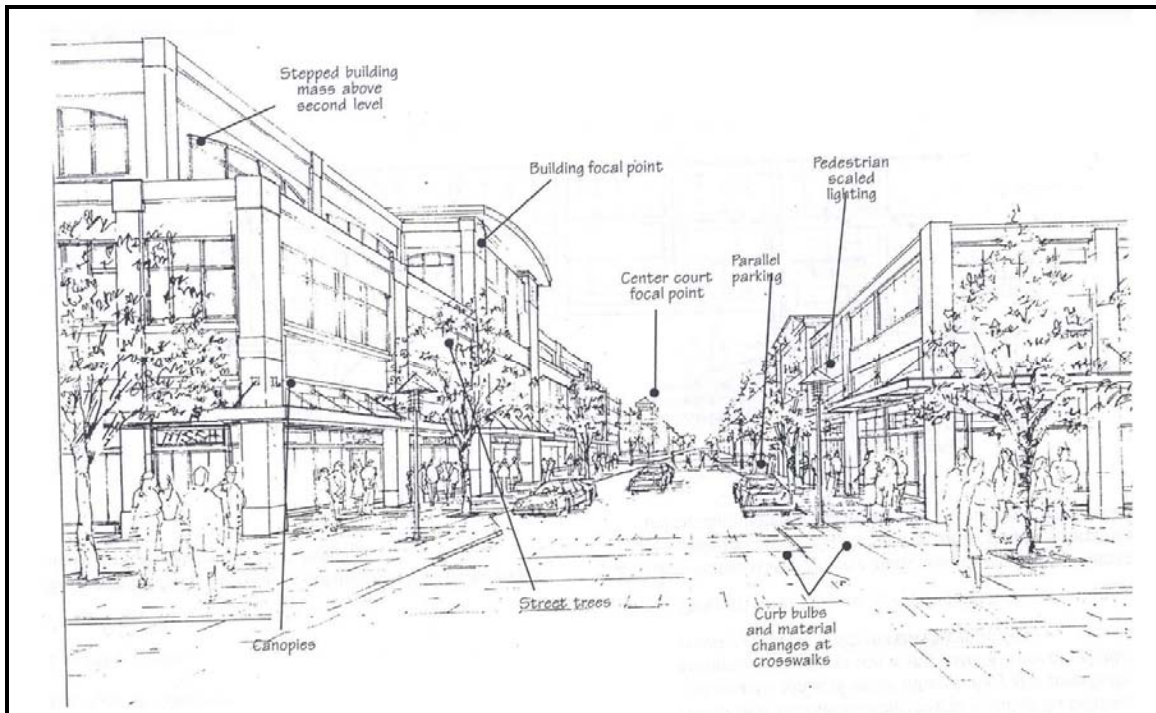 Stepped building
mass above
second level
Building focal point
Pedestrian
scaled
lighting
Center court
focal point
Parallel
parking
Street trees
Canopies
Curb bulbs
and material
changes at
crosswalks